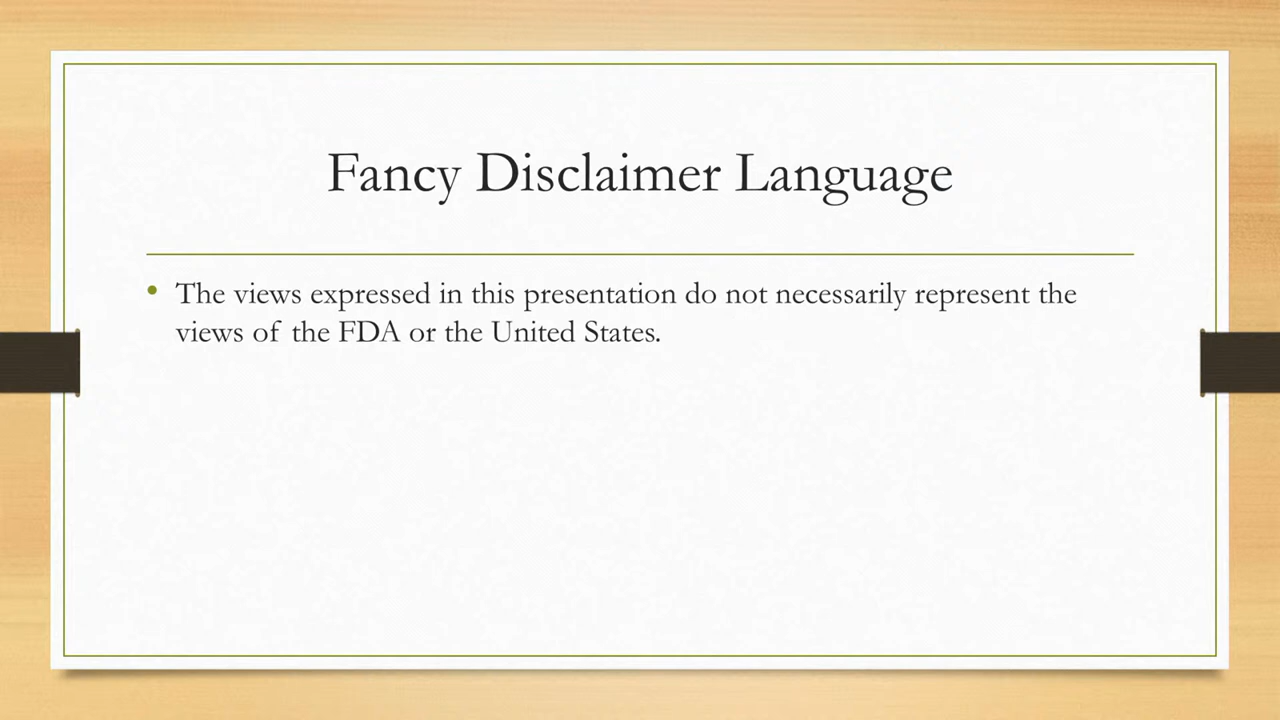 Fancy Disclaimer Language
• The views expressed in this presentation do not necessarily represent the
views of the FDA or the United States.